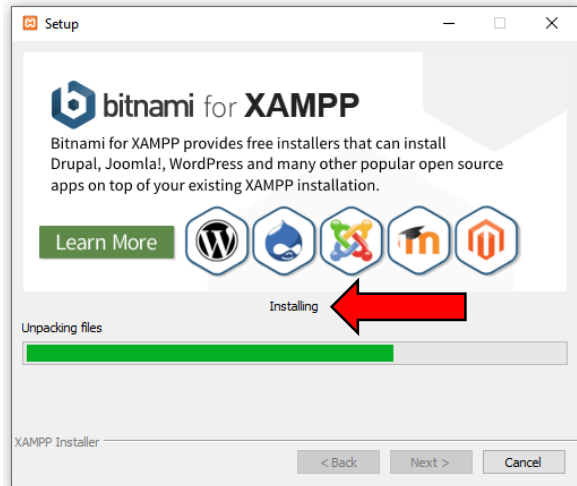 Setup
bitnami for XAMPP
Bitnami for XAMPP provides free installers that can install
Drupal, Joomla!, WordPress and many other popular open source
apps on top of your existing XAMPP installation.
Learn More
Installing
Unpacking files
XAMPP Installer
< Back Next > Cancel